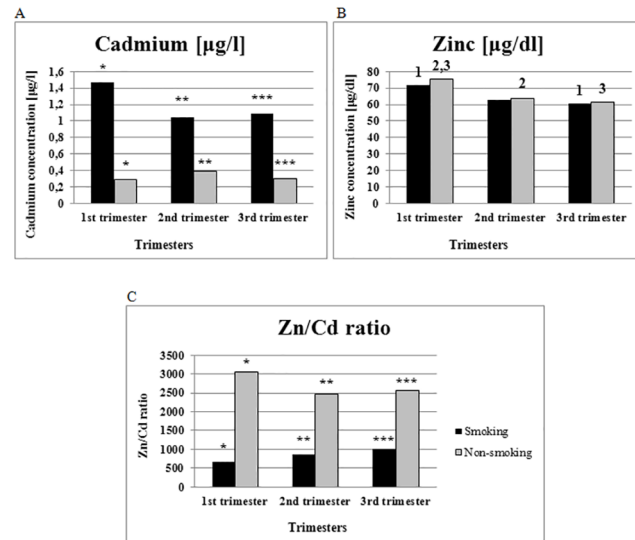 A
Cadmium [µg/l]
Cadmium concentration [µg/l]
1,6
1,4
1,2
1
0,8
0,6
0,4
0,2
0
*
*
**
**
***
***
1st trimester 2nd trimester 3rd trimester
Trimesters
B
Zinc [µg/dl]
Zinc concentration [µg/dl]
80
70
60
50
40
30
20
10
0
1 2,3
2
1 3
1st trimester 2nd trimester 3rd trimester
Trimesters
C
Zn/Cd ratio
Zn/Cd ratio
3500
3000
2500
2000
1500
1000
500
0
*
*
**
**
***
***
1st trimester 2nd trimester 3rd trimester
Trimesters
Smoking
Non-smoking